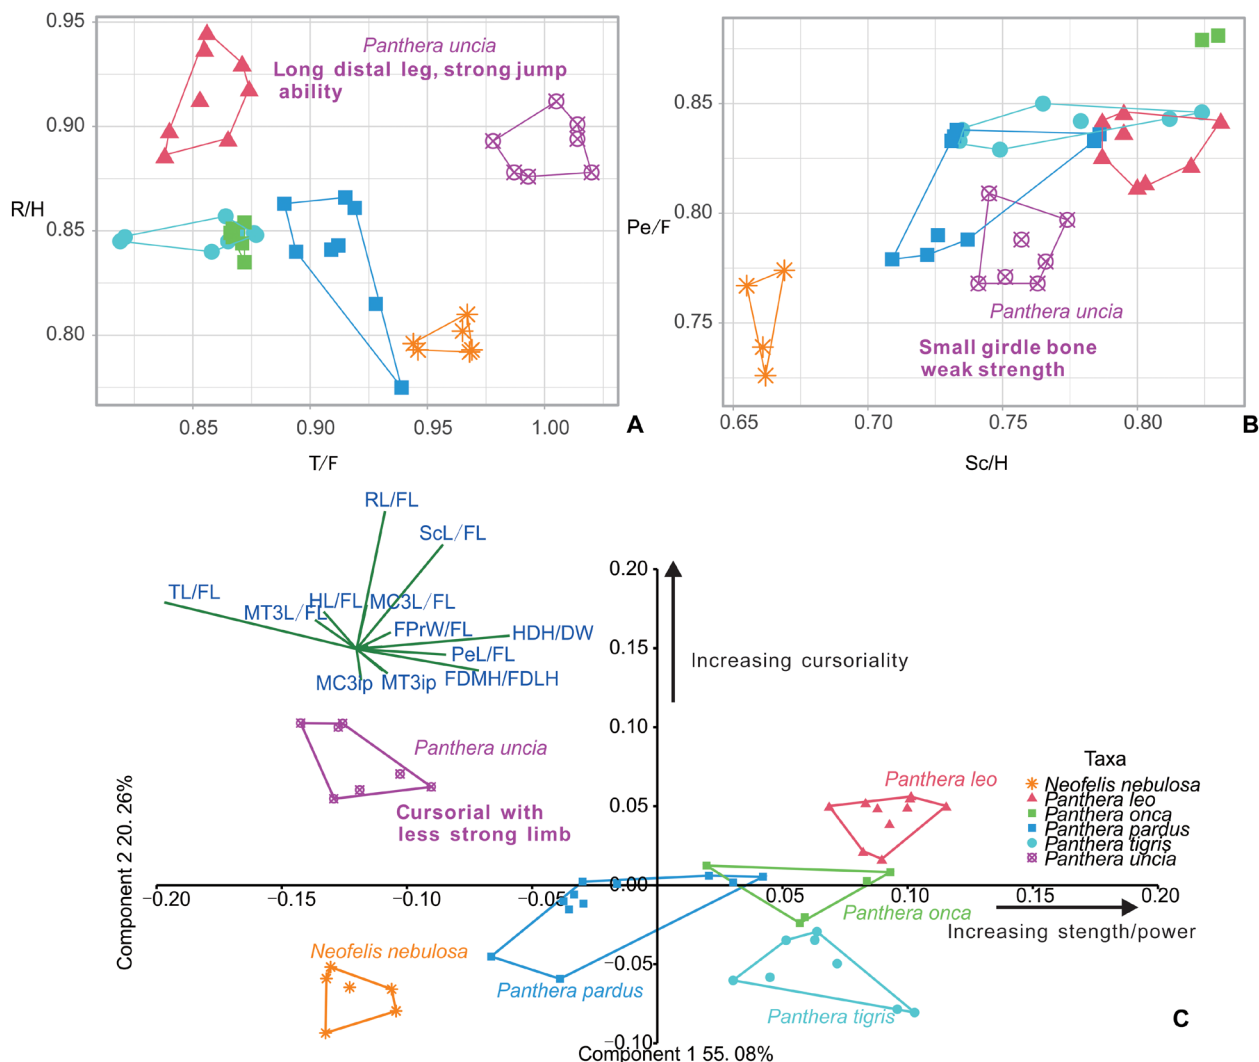 0.95
0.90
0.85
0.80
R/H
Panthera uncia
Long distal leg, strong jump
ability
0.85
0.90
0.95
1.00
T/F
A
0.85
0.80
0.75
Pe/F
Panthera uncia
Small girdle bone
weak strength
0.65
0.70
0.75
0.80
Sc/H
B
RL/FL
ScL/FL
TL/FL
HL/FL
MC3L/FL
MT3L/FL
FPrW/FL
HDH/DW
PeL/FL
MC3ip
MT3ip
FDMH/FDLH
0.20
0.15
0.10
0.05
0.00
−0.05
−0.10
Increasing cursoriality
Panthera uncia
Cursorial with
less strong limb
Panthera leo
Taxa
Neofelis nebulosa
Panthera leo
Panthera onca
Panthera pardus
Panthera tigris
Panthera uncia
−0.20
−0.15
−0.10
−0.05
0.05
0.10
0.15
0.20
Panthera onca
Increasing stength/power
Neofelis nebulosa
Panthera pardus
Panthera tigris
Component 2 20. 26%
Component 1 55. 08%
C